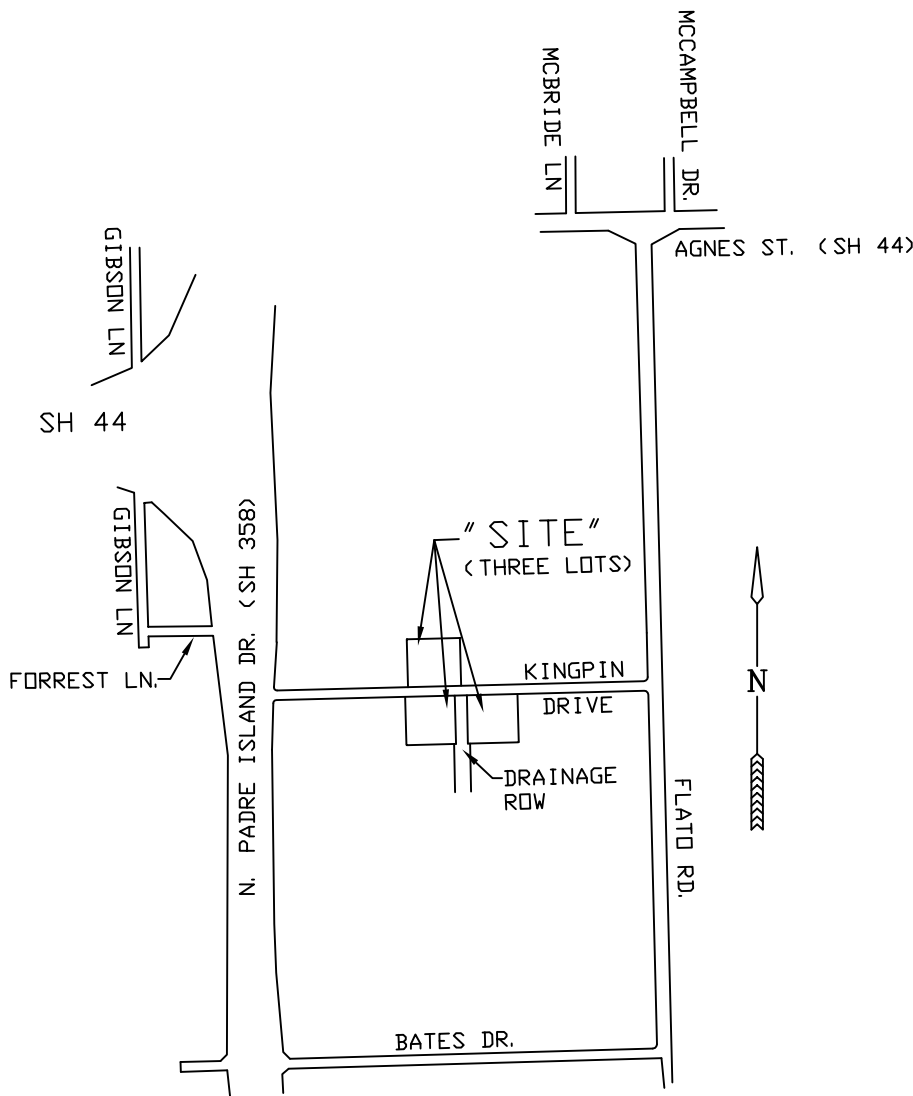 MCBRIDE LN
MCCAMPBELL DR.
AGNES ST. (SH 44)
GIBSON LN
SH 44
GIBSON LN
N. PADRE ISLAND DR. (SH 358)
"SITE"
(THREE LOTS)
FORREST LN.
KINGPIN
DRIVE
N
DRAINAGE
ROW
FLATO RD.
BATES DR.